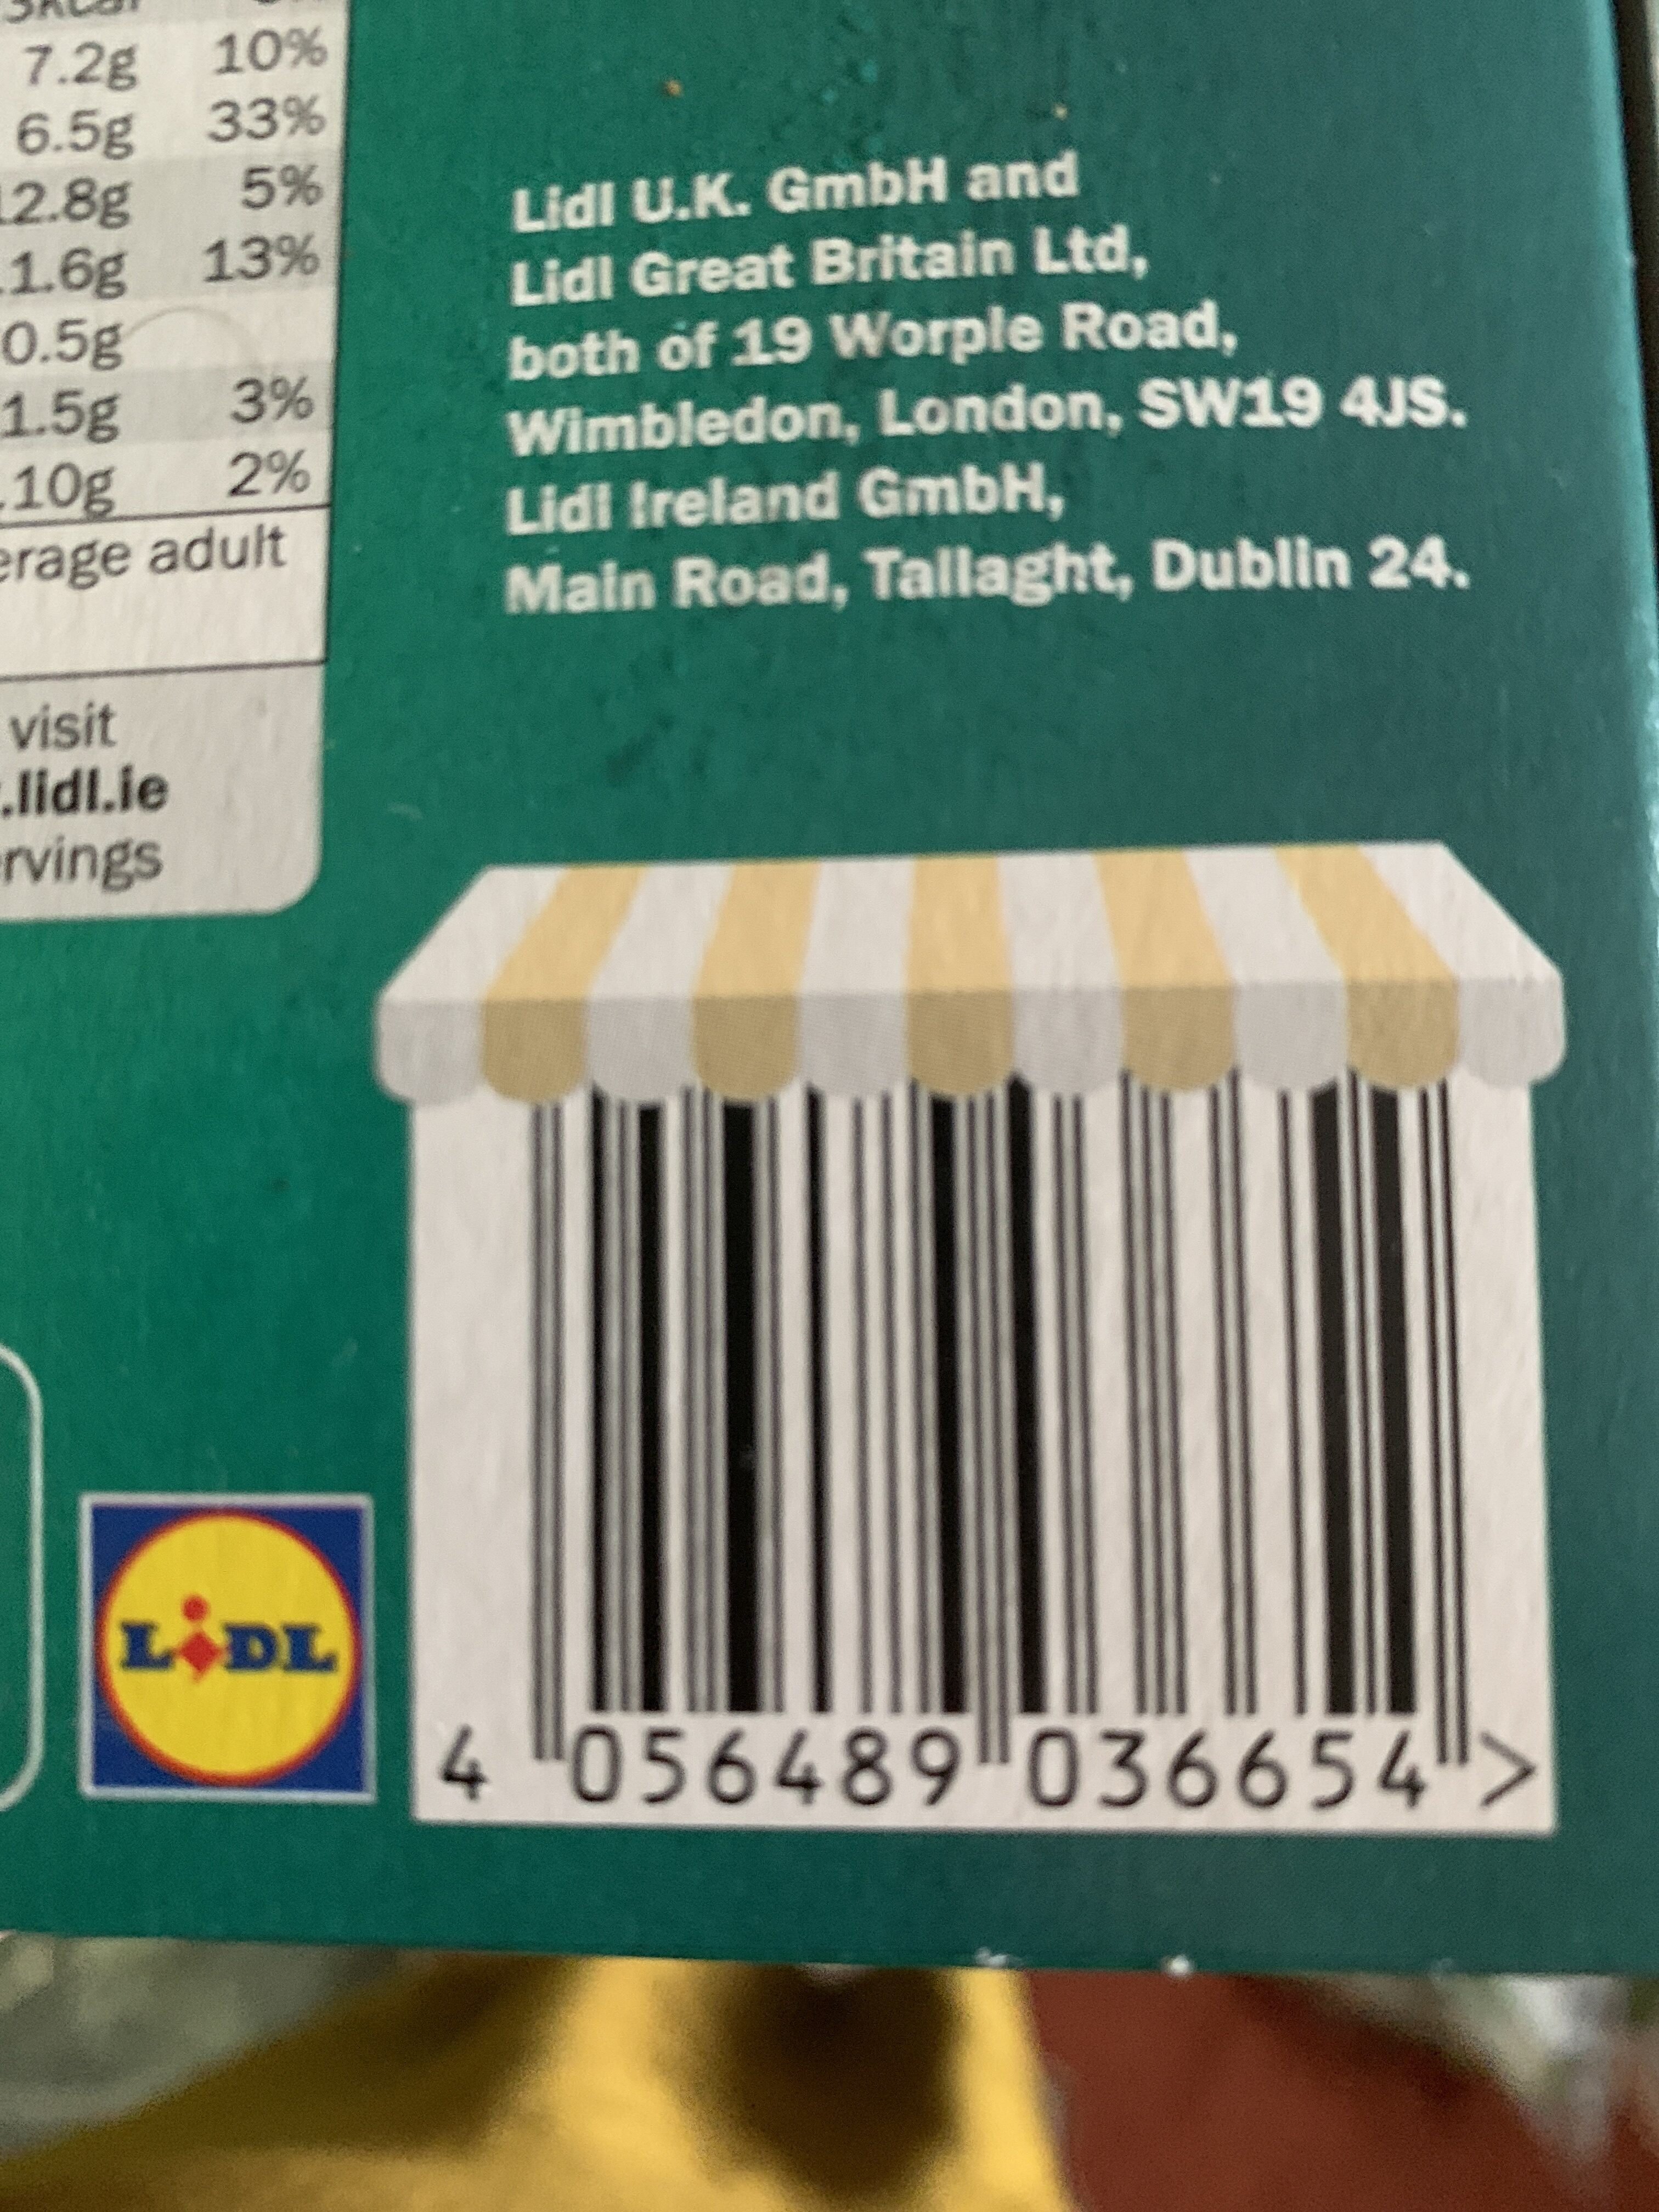 7.2g 10%
6.5g 33%
2.8g 5%
1.6g 13%
0.5g
1.5g 3%
10g 2%
erage adult
visit
.lidl.ie
rvings
Lidl U.K. GmbH and
Lidl Great Britain Ltd,
both of 19 Worple Road,
Wimbledon, London, SW19 4JS.
Lidl Ireland GmbH,
Main Road, Tallaght, Dublin 24.
LiDL
4 056489 036654 >